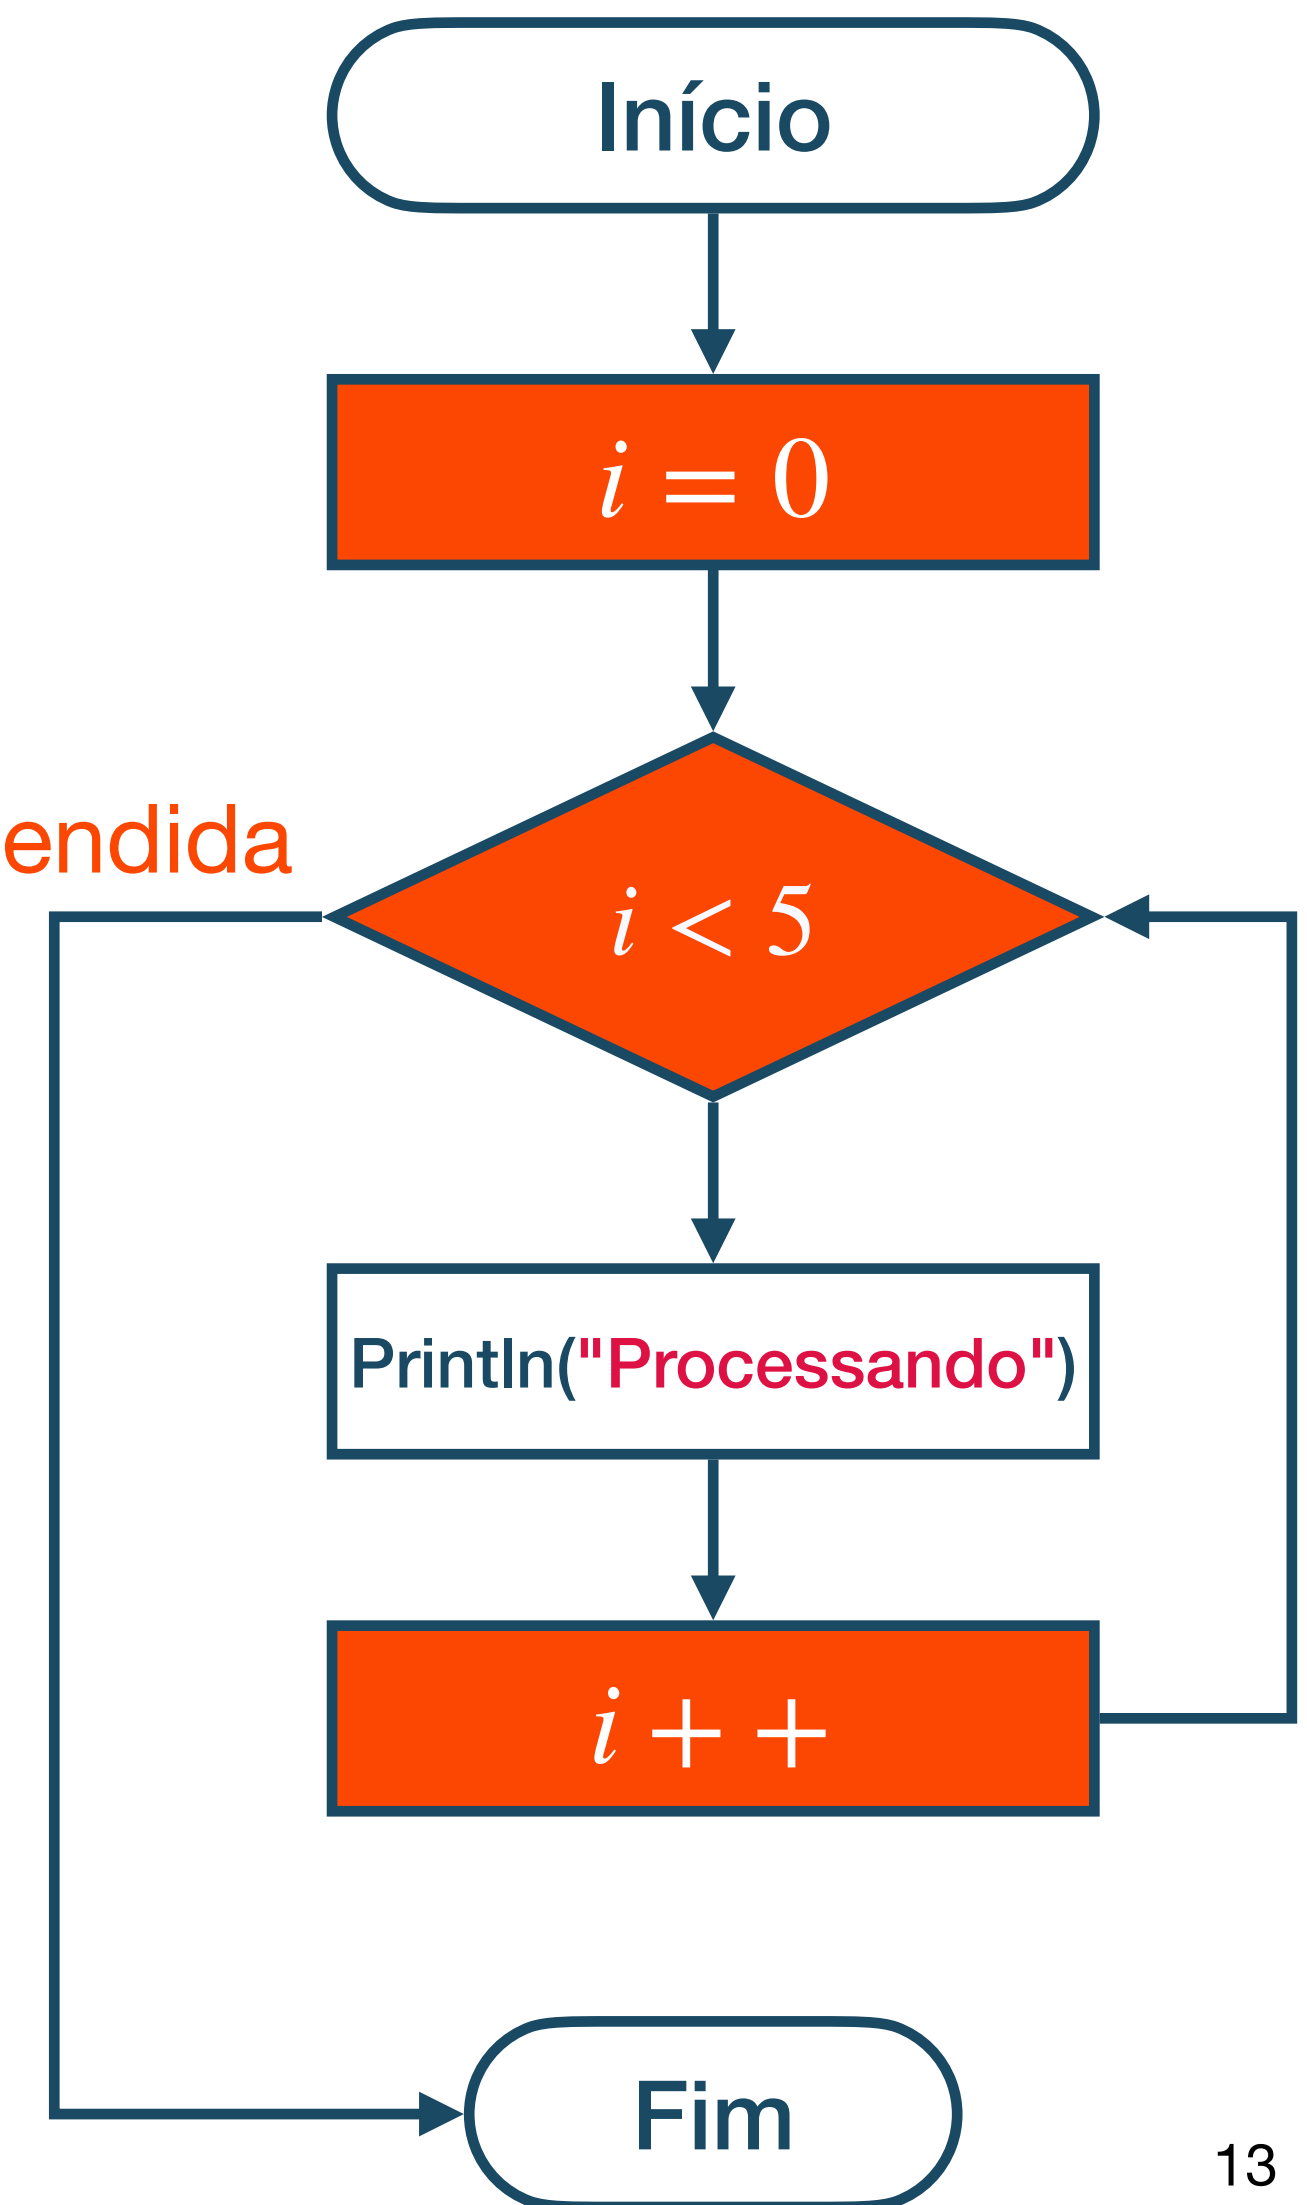 Início
i = 0
endida
i < 5
Println("Processando")
i + +
Fim
13